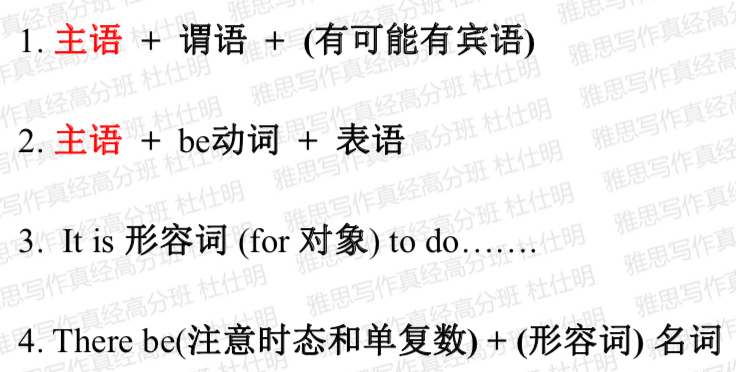 1. 主语 + 谓语 + (有可能有宾语)
2. 主语 + be动词 + 表语
3. It is 形容词 (for 对象) to do…….
4. There be(注意时态和单复数) + (形容词) 名词
雅思写作真经高分班 杜仕明